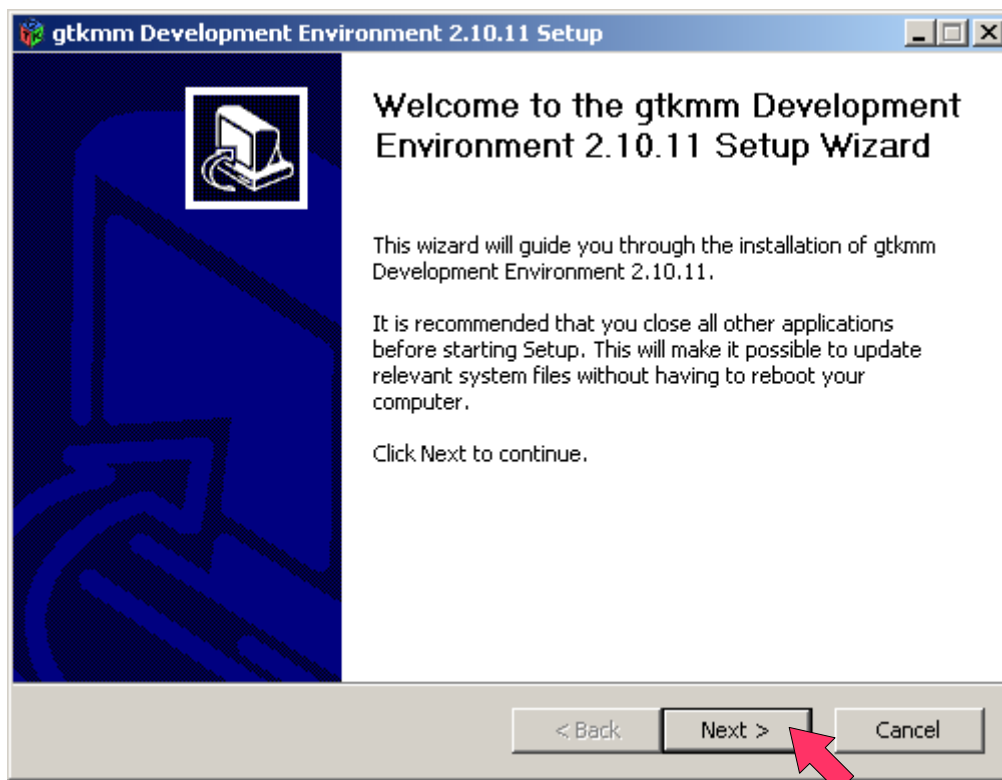 gtkmm Development Environment 2.10.11 Setup
Welcome to the gtkmm Development
Environment 2.10.11 Setup Wizard
This wizard will guide you through the installation of gtkmm
Development Environment 2.10.11.
It is recommended that you close all other applications
before starting Setup. This will make it possible to update
relevant system files without having to reboot your
computer.
Click Next to continue.
< Back
Next >
Cancel